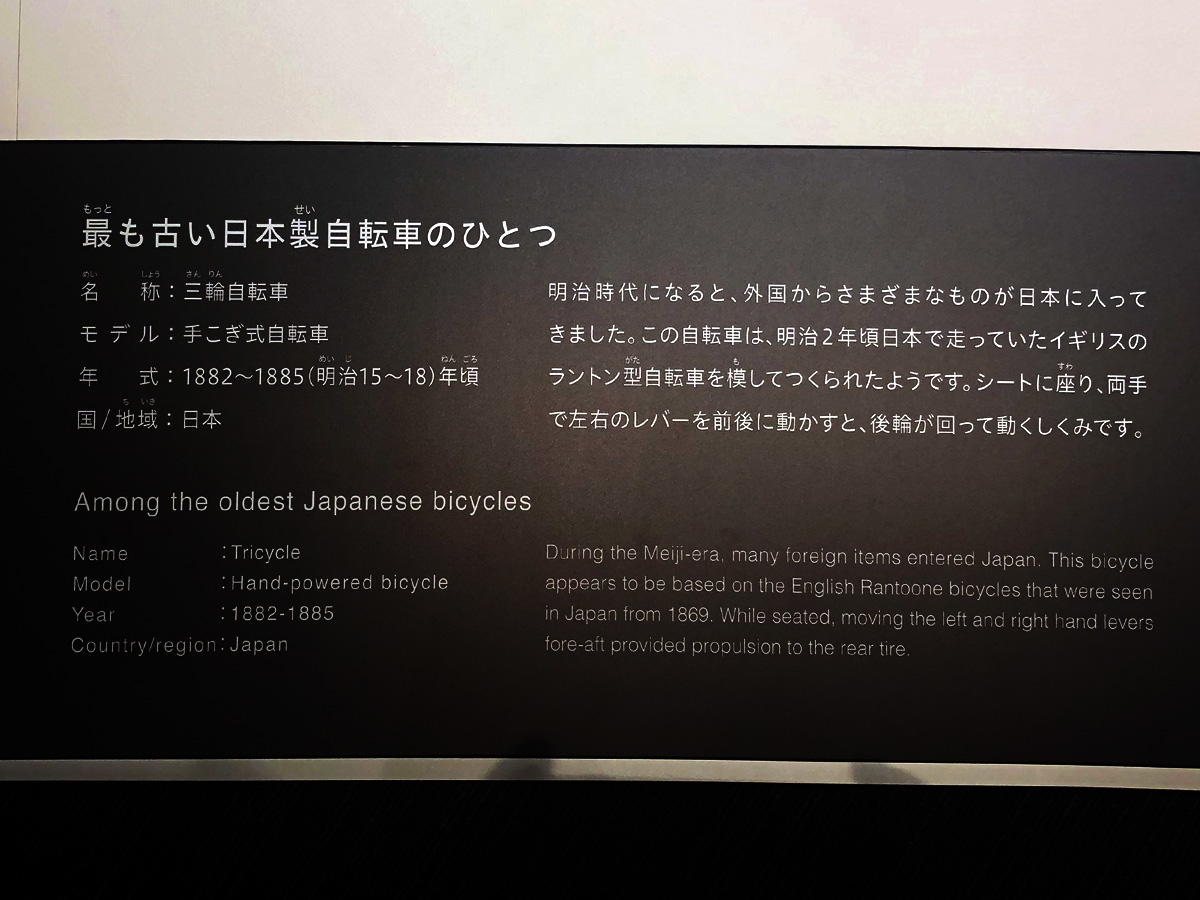 最も古い日本製自転車のひとつ
名 称：三輪自転車
モデル：手こぎ式自転車
年 式：1882～1885(明治15～18)年頃
国/地域：日本
明治時代になると、外国からさまざまなものが日本に入って
きました。この自転車は、明治2年頃日本で走っていたイギリスの
ラントン型自転車を模してつくられたようです。シートに座り、両手
で左右のレバーを前後に動かすと、後輪が回って動くしくみです。
Among the oldest Japanese bicycles
Name :Tricycle
Model :Hand-powered bicycle
Year :1882-1885
Country/region:Japan
During the Meiji-era, many foreign items entered Japan. This bicycle
appears to be based on the English Rantoone bicycles that were seen
in Japan from 1869. While seated, moving the left and right hand levers
fore-aft provided propulsion to the rear tire.